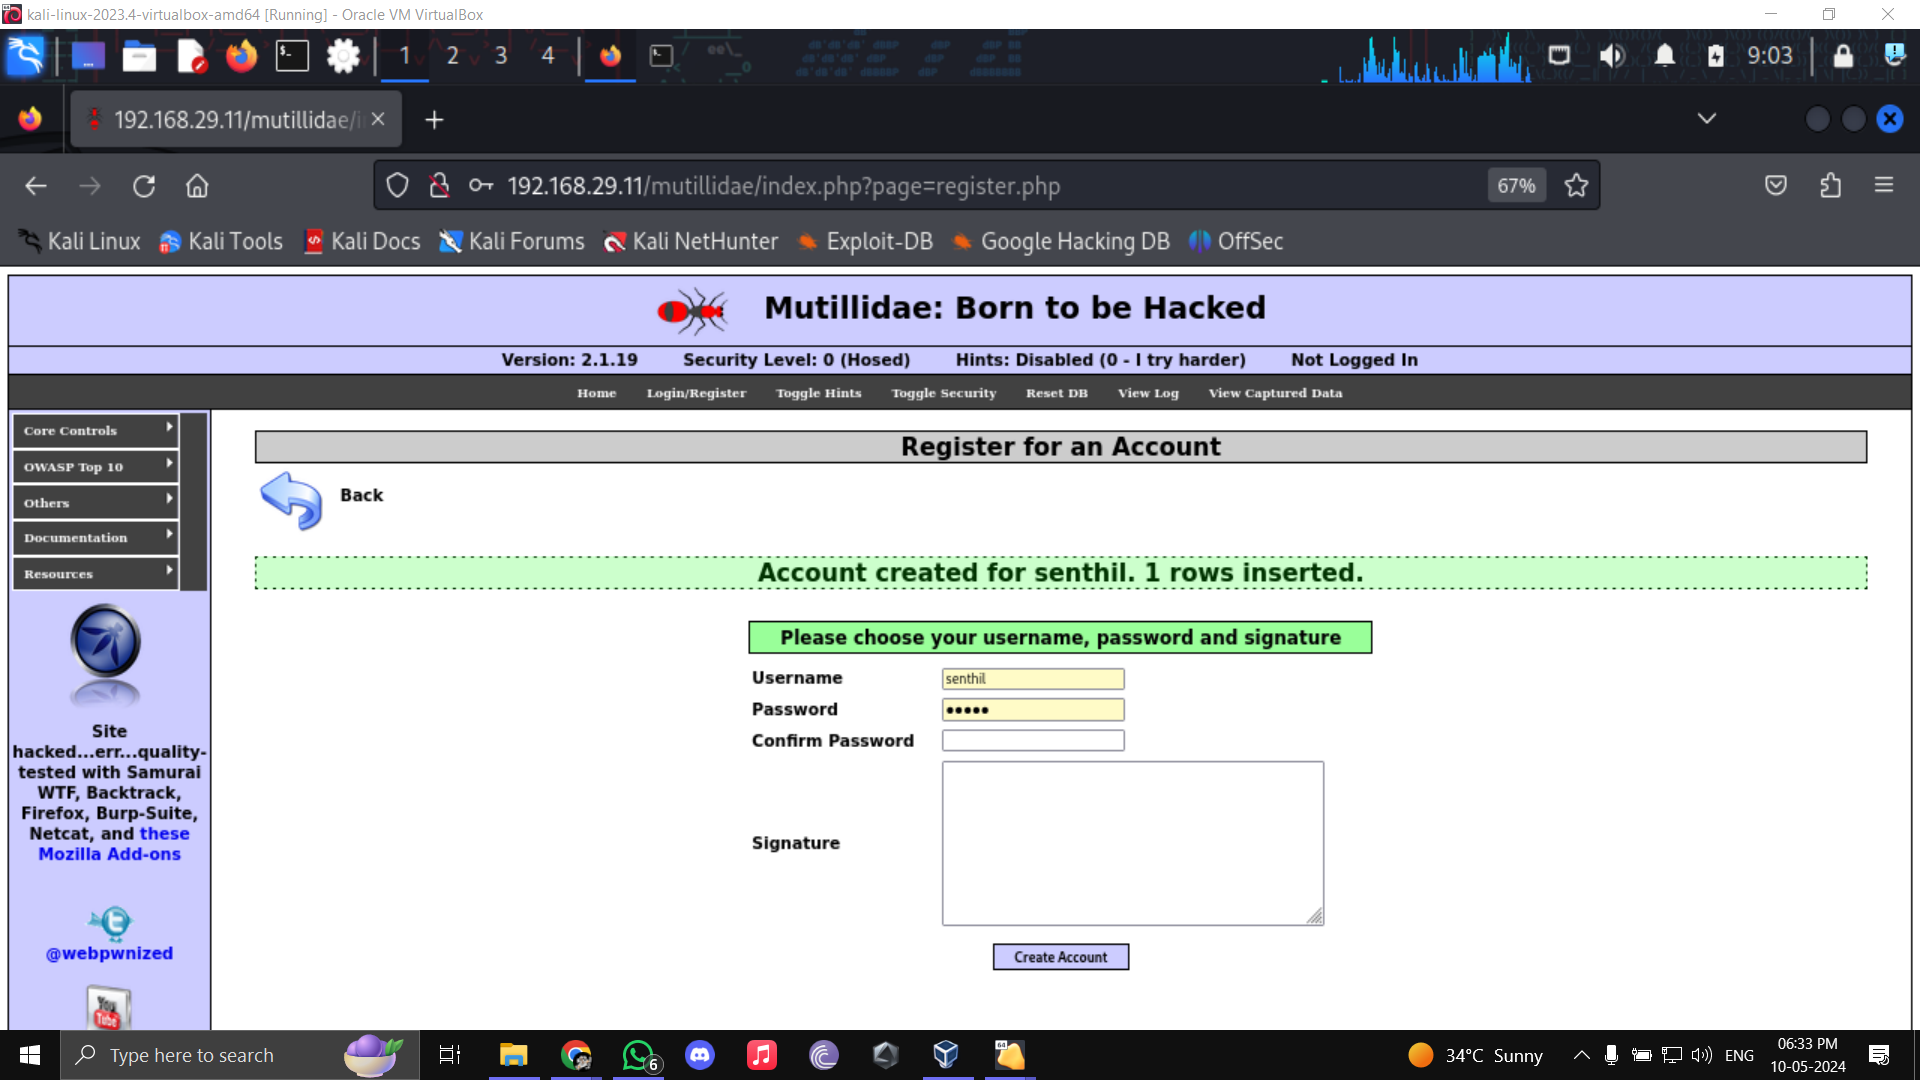 kali-linux-2023.4-virtualbox-amd64 [Running] - Oracle VM VirtualBox
1 2 3 4 9:03
192.168.29.11/mutillidae/i
192.168.29.11/mutillidae/index.php?page=register.php 67%
Kali Linux Kali Tools Kali Docs Kali Forums Kali NetHunter Exploit-DB Google Hacking DB OffSec
Mutillidae: Born to be Hacked
Version: 2.1.19 Security Level: 0 (Hosed) Hints: Disabled (0 - I try harder) Not Logged In
Home Login/Register Toggle Hints Toggle Security Reset DB View Log View Captured Data
Core Controls
OWASP Top 10
Others
Documentation
Resources
Site
hacked...err...quality-
tested with Samurai
WTF, Backtrack,
Firefox, Burp-Suite,
Netcat, and these
Mozilla Add-ons
@webpwnized
You
Tube
Register for an Account
Back
Account created for senthil. 1 rows inserted.
Please choose your username, password and signature
Username senthil
Password •••••
Confirm Password
Signature
Create Account
Type here to search
6
64
34°C Sunny
ENG
06:33 PM
10-05-2024